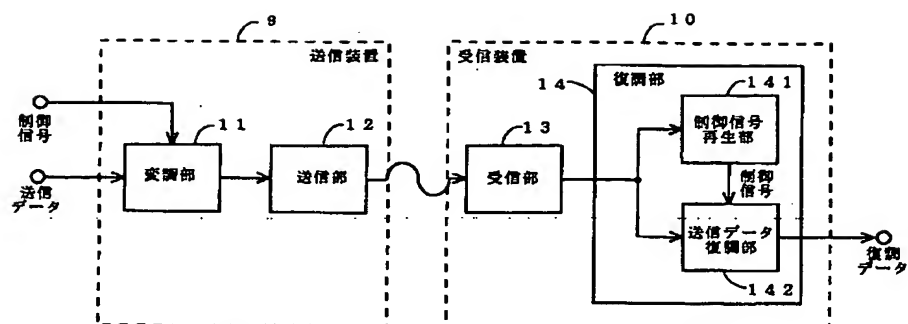 9
送信装置
制御
信号
送信
データ
11
変調部
12
送信部
10
受信装置
13
受信部
14
復調部
141
制御信号
再生部
制御
信号
送信データ
復調部
142
復調
データ